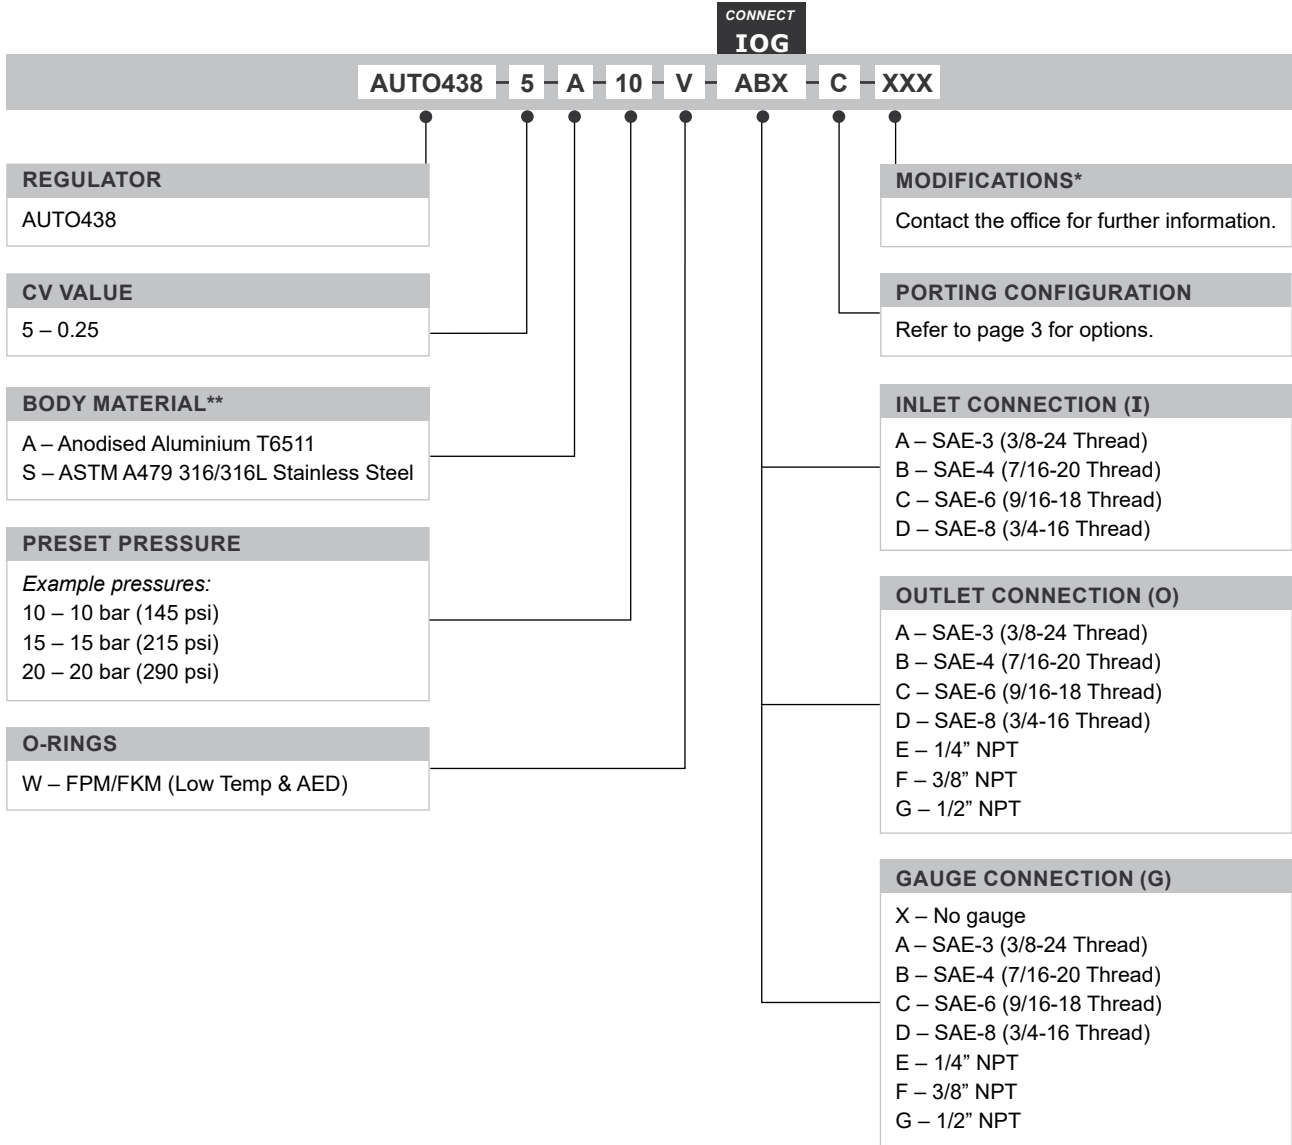 CONNECT
IOG
AUTO438 – 5 – A – 10 – V – ABX – C – XXX
REGULATOR
AUTO438
CV VALUE
5 – 0.25
BODY MATERIAL**
A – Anodised Aluminium T6511
S – ASTM A479 316/316L Stainless Steel
PRESET PRESSURE
Example pressures:
10 – 10 bar (145 psi)
15 – 15 bar (215 psi)
20 – 20 bar (290 psi)
O-RINGS
W – FPM/FKM (Low Temp & AED)
MODIFICATIONS*
Contact the office for further information.
PORTING CONFIGURATION
Refer to page 3 for options.
INLET CONNECTION (I)
A – SAE-3 (3/8-24 Thread)
B – SAE-4 (7/16-20 Thread)
C – SAE-6 (9/16-18 Thread)
D – SAE-8 (3/4-16 Thread)
OUTLET CONNECTION (O)
A – SAE-3 (3/8-24 Thread)
B – SAE-4 (7/16-20 Thread)
C – SAE-6 (9/16-18 Thread)
D – SAE-8 (3/4-16 Thread)
E – 1/4” NPT
F – 3/8” NPT
G – 1/2” NPT
GAUGE CONNECTION (G)
X – No gauge
A – SAE-3 (3/8-24 Thread)
B – SAE-4 (7/16-20 Thread)
C – SAE-6 (9/16-18 Thread)
D – SAE-8 (3/4-16 Thread)
E – 1/4” NPT
F – 3/8” NPT
G – 1/2” NPT